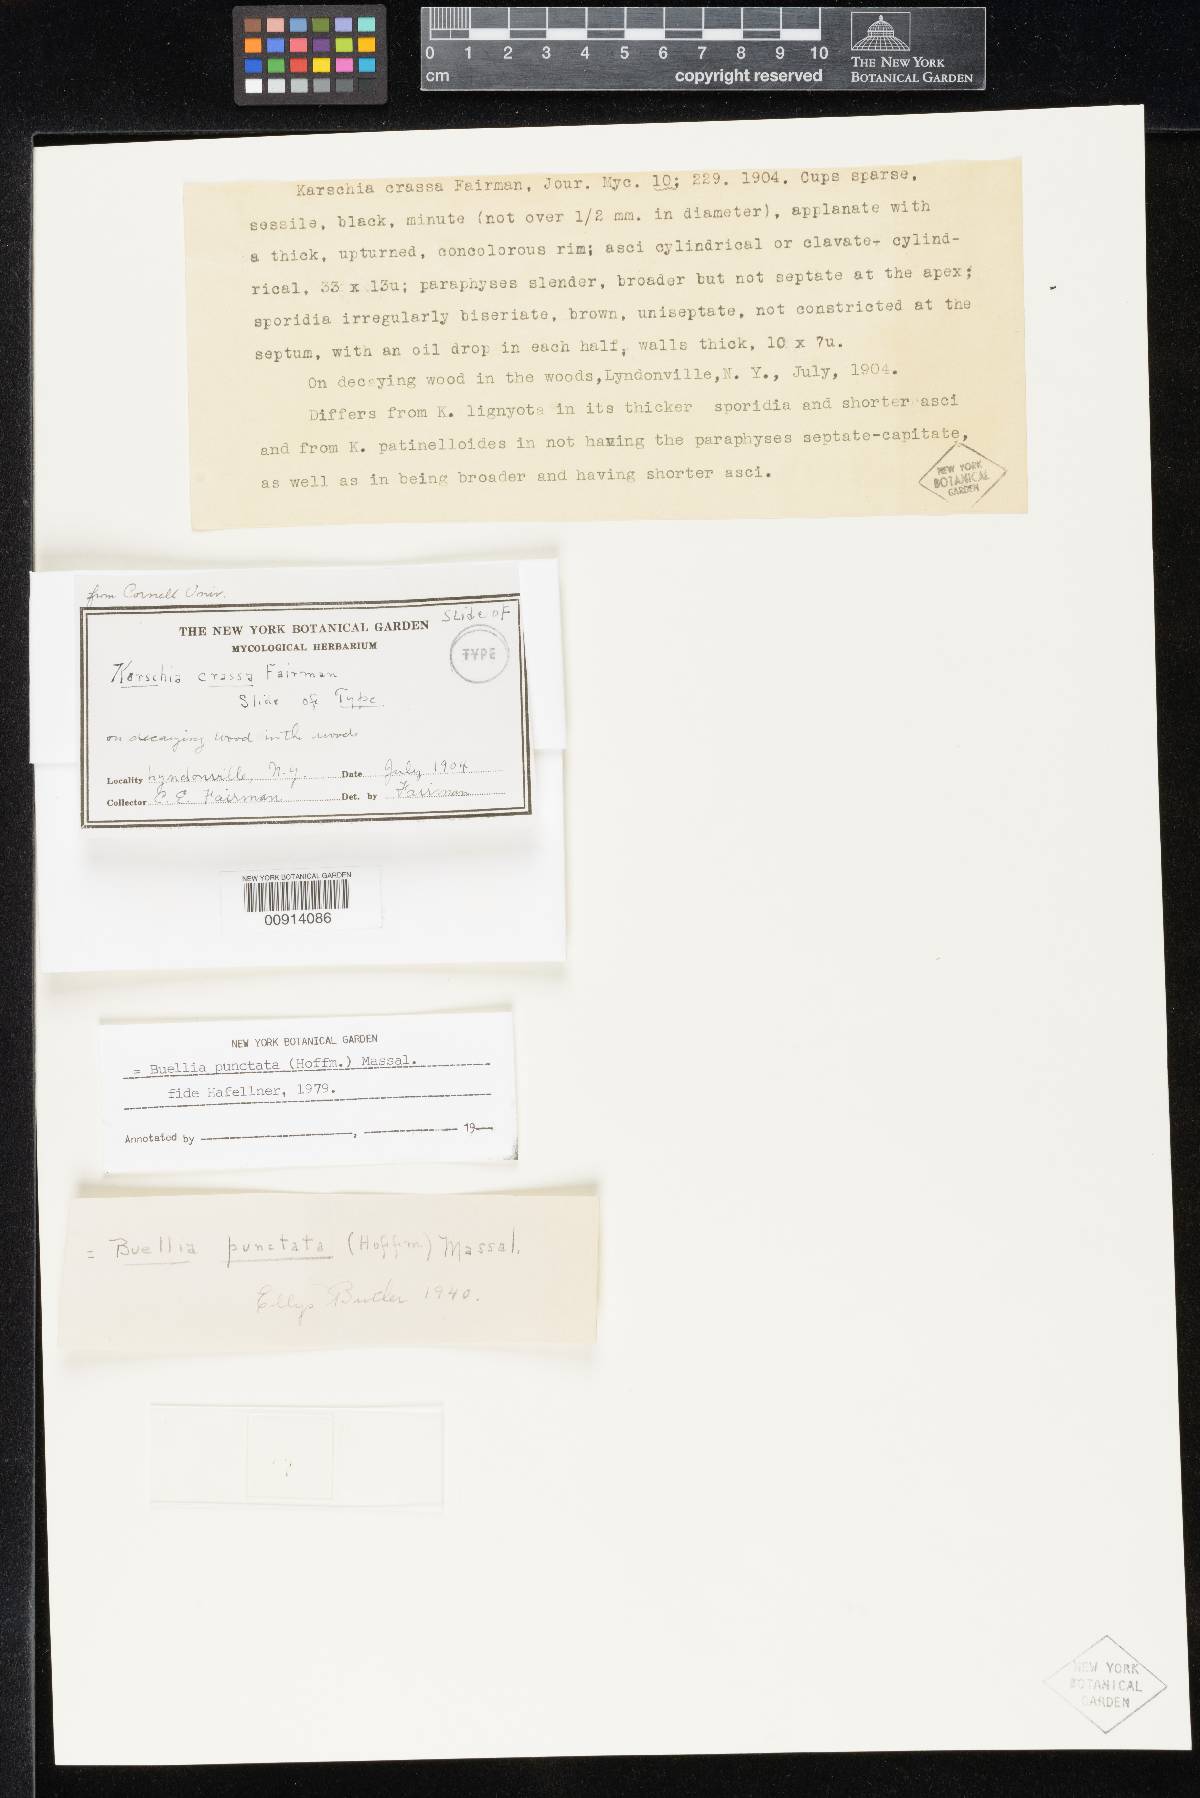 0 1 2 3 4 5 6 7 8 9 10
cm
copyright reserved
THE NEW YORK
BOTANICAL GARDEN
Karschia crassa Fairman, Jour. Myc. 10; 229. 1904. Cups sparse,
sessile, black, minute (not over 1/2 mm. in diameter), applanate with
a thick, upturned, concolorous rim; asci cylindrical or clavate- cylind-
rical, 33 x 13u; paraphyses slender, broader but not septate at the apex;
sporidia irregularly biseriate, brown, uniseptate, not constricted at the
septum, with an oil drop in each half, walls thick, 10 x 7u.
On decaying wood in the woods,Lyndonville,N. Y., July, 1904.
Differs from K. lignyota in its thicker sporidia and shorter asci
and from K. patinelloides in not having the paraphyses septate-capitate,
as well as in being broader and having shorter asci.
NEW YORK
BOTANICAL
GARDEN
from Cornell Univ.
Slide of
THE NEW YORK BOTANICAL GARDEN
MYCOLOGICAL HERBARIUM
TYPE
Karschia crassa Fairman
Slide of Type.
on decaying wood in the woods
Locality Lyndonville, N.Y. Date July 1904
Collector C. E. Fairman Det. by Fairman
NEW YORK BOTANICAL GARDEN
00914086
NEW YORK BOTANICAL GARDEN
= Buellia punctata (Hoffm.) Massal.
fide Hafellner, 1979.
Annotated by , 19
= Buellia punctata (Hoffm) Massal.
Ellys Butler 1940.
NEW YORK
BOTANICAL
GARDEN